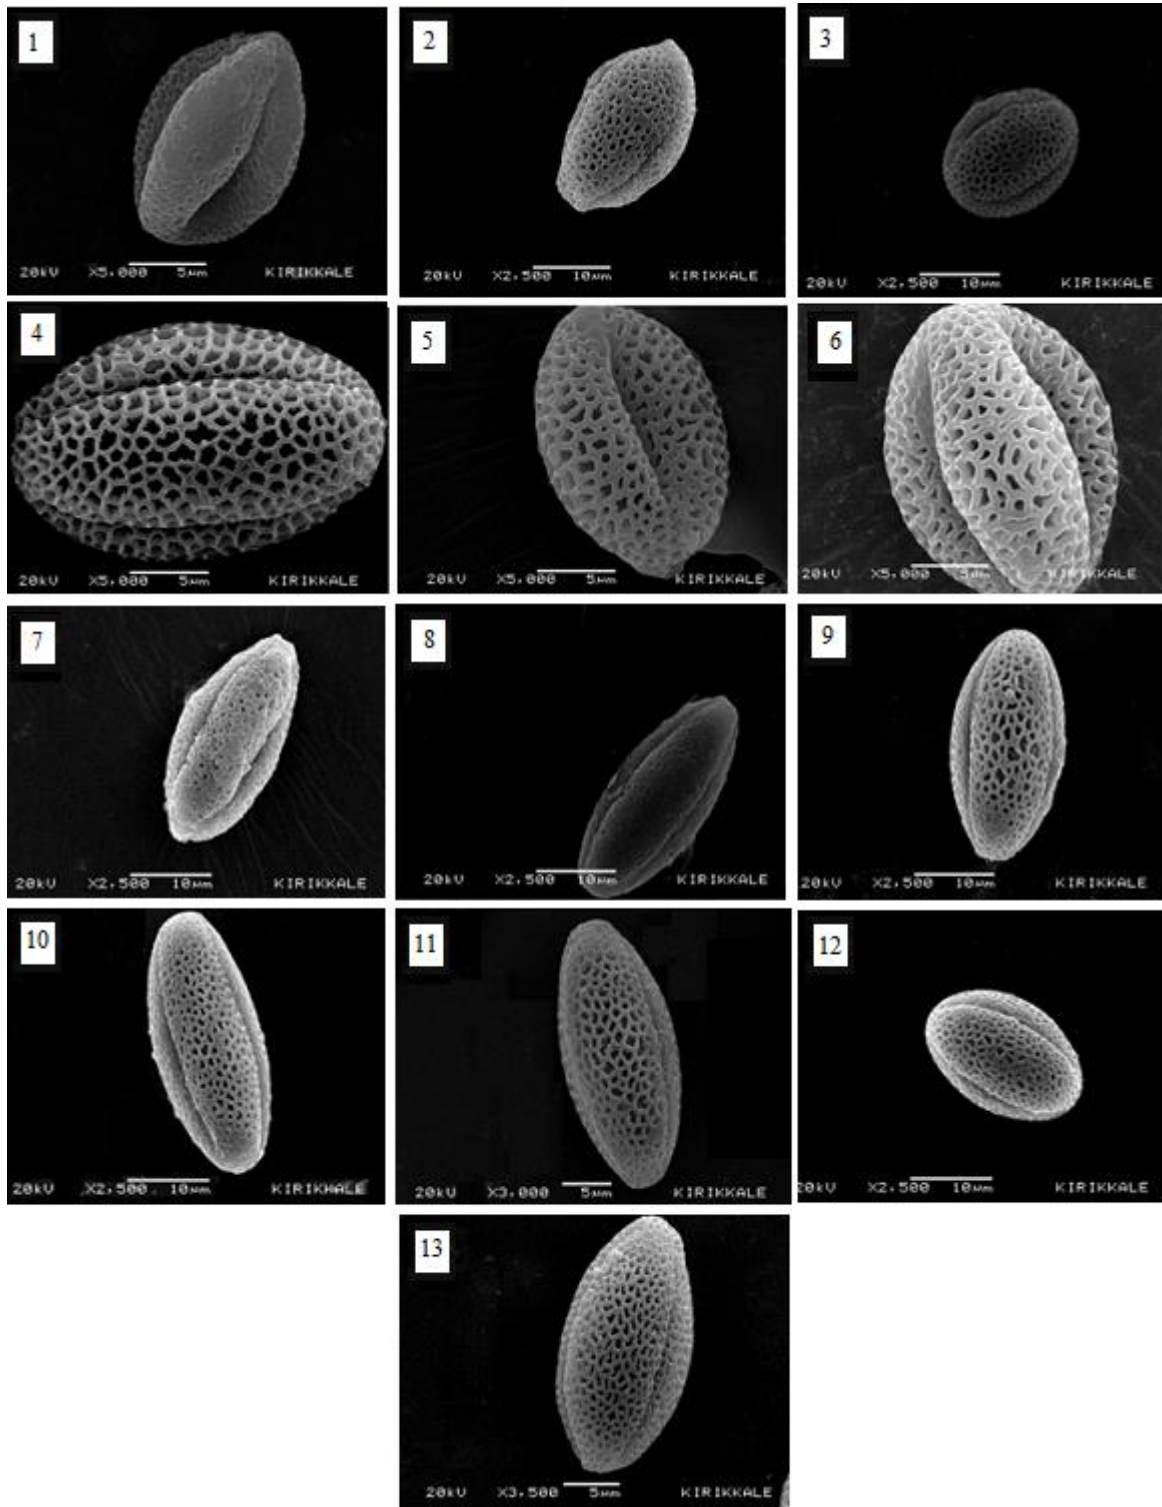 1
20kV X5,000 5µm KIRIKKALE
2
20kV X2,500 10µm KIRIKKALE
3
20kV X2,500 10µm KIRIKKALE
4
20kV X5,000 5µm KIRIKKALE
5
20kV X5,000 5µm KIRIKKALE
6
20kV X5,000 5µm KIRIKKALE
7
20kV X2,500 10µm KIRIKKALE
8
20kV X2,500 10µm KIRIKKALE
9
20kV X2,500 10µm KIRIKKALE
10
20kV X2,500 10µm KIRIKKALE
11
20kV X3,000 5µm KIRIKKALE
12
20kV X2,500 10µm KIRIKKALE
13
20kV X3,500 5µm KIRIKKALE